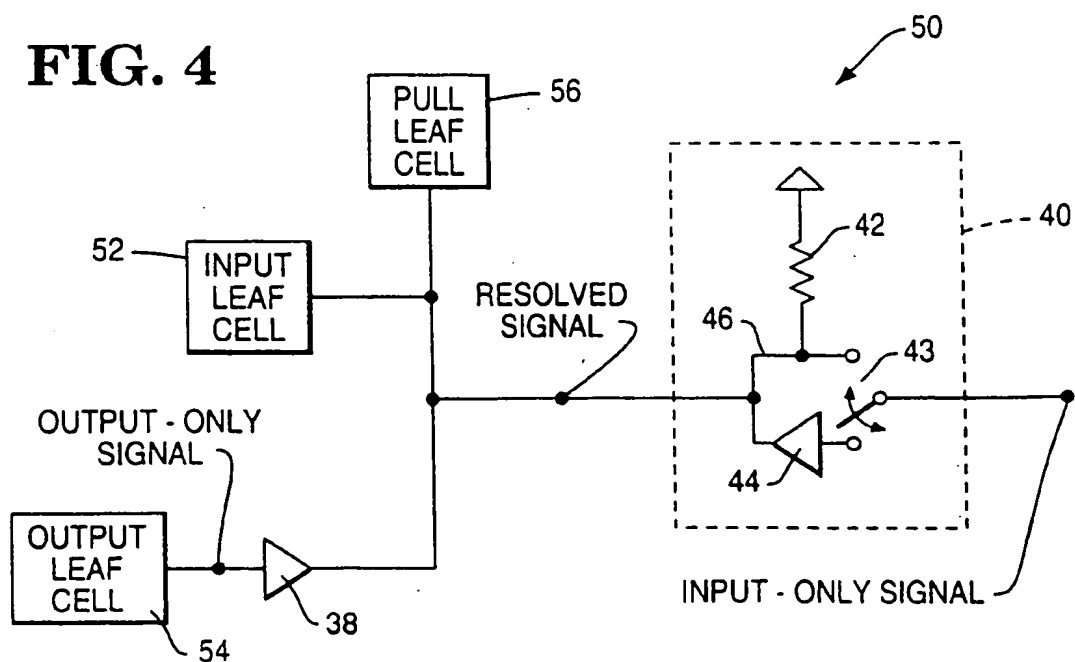 FIG. 4
50
PULL
LEAF
CELL
56
40
42
52
INPUT
LEAF
CELL
RESOLVED
SIGNAL
46
43
OUTPUT - ONLY
SIGNAL
44
OUTPUT
LEAF
CELL
38
INPUT - ONLY SIGNAL
54